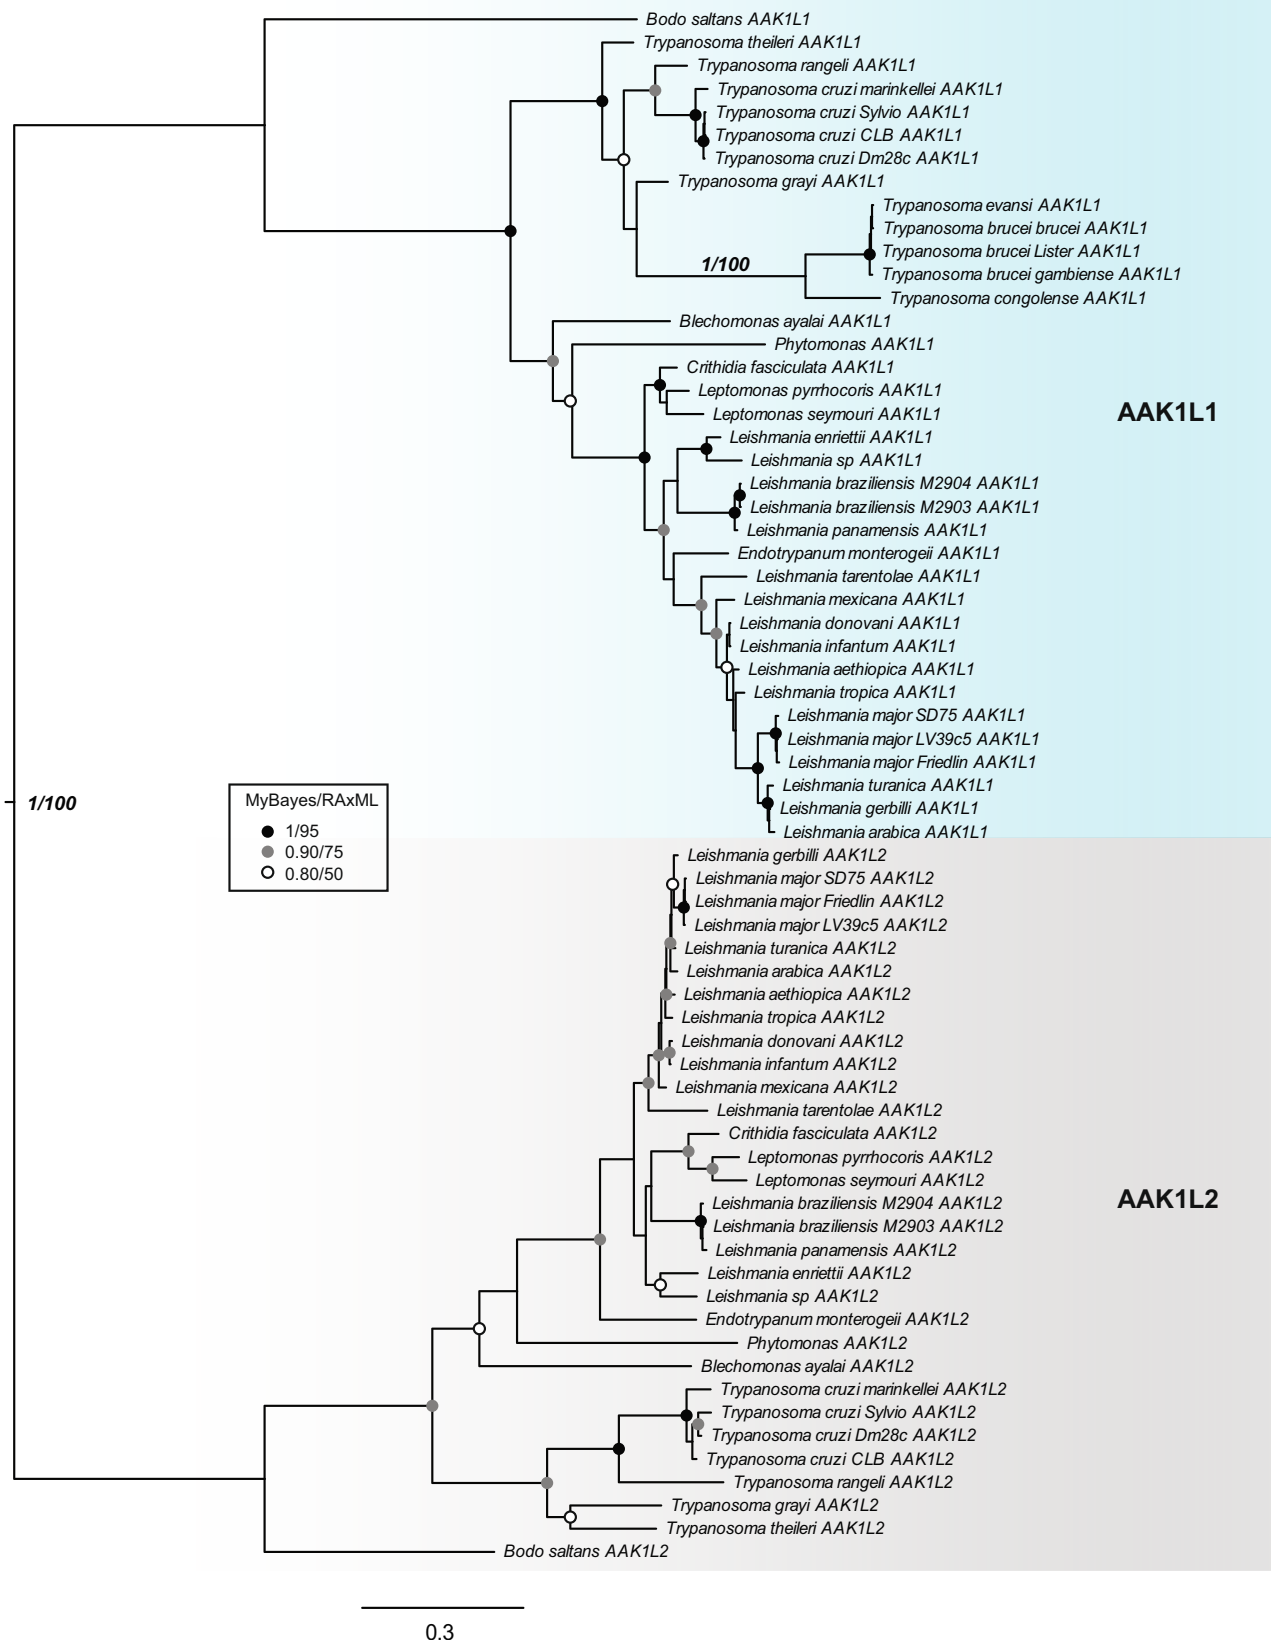 Bodo saltans AAK1L1
Trypanosoma theileri AAK1L1
Trypanosoma rangeli AAK1L1
Trypanosoma cruzi marinkellei AAK1L1
Trypanosoma cruzi Sylvio AAK1L1
Trypanosoma cruzi CLB AAK1L1
Trypanosoma cruzi Dm28c AAK1L1
Trypanosoma grayi AAK1L1
Trypanosoma evansi AAK1L1
Trypanosoma brucei brucei AAK1L1
Trypanosoma brucei Lister AAK1L1
1/100
Trypanosoma brucei gambiense AAK1L1
Trypanosoma congolense AAK1L1
Blechomonas ayalai AAK1L1
Phytomonas AAK1L1
Crithidia fasciculata AAK1L1
Leptomonas pyrrhocoris AAK1L1
Leptomonas seymouri AAK1L1
AAK1L1
Leishmania enriettii AAK1L1
Leishmania sp AAK1L1
Leishmania braziliensis M2904 AAK1L1
Leishmania braziliensis M2903 AAK1L1
Leishmania panamensis AAK1L1
Endotrypanum monterogeii AAK1L1
Leishmania tarentolae AAK1L1
Leishmania mexicana AAK1L1
Leishmania donovani AAK1L1
Leishmania infantum AAK1L1
Leishmania aethiopica AAK1L1
Leishmania tropica AAK1L1
Leishmania major SD75 AAK1L1
Leishmania major LV39c5 AAK1L1
Leishmania major Friedlin AAK1L1
Leishmania turanica AAK1L1
Leishmania gerbilli AAK1L1
Leishmania arabica AAK1L1
1/100
MyBayes/RAxML
1/95
0.90/75
0.80/50
Leishmania gerbilli AAK1L2
Leishmania major SD75 AAK1L2
Leishmania major Friedlin AAK1L2
Leishmania major LV39c5 AAK1L2
Leishmania turanica AAK1L2
Leishmania arabica AAK1L2
Leishmania aethiopica AAK1L2
Leishmania tropica AAK1L2
Leishmania donovani AAK1L2
Leishmania infantum AAK1L2
Leishmania mexicana AAK1L2
Leishmania tarentolae AAK1L2
Crithidia fasciculata AAK1L2
Leptomonas pyrrhocoris AAK1L2
Leptomonas seymouri AAK1L2
AAK1L2
Leishmania braziliensis M2904 AAK1L2
Leishmania braziliensis M2903 AAK1L2
Leishmania panamensis AAK1L2
Leishmania enriettii AAK1L2
Leishmania sp AAK1L2
Endotrypanum monterogeii AAK1L2
Phytomonas AAK1L2
Blechomonas ayalai AAK1L2
Trypanosoma cruzi marinkellei AAK1L2
Trypanosoma cruzi Sylvio AAK1L2
Trypanosoma cruzi Dm28c AAK1L2
Trypanosoma cruzi CLB AAK1L2
Trypanosoma rangeli AAK1L2
Trypanosoma grayi AAK1L2
Trypanosoma theileri AAK1L2
Bodo saltans AAK1L2
0.3